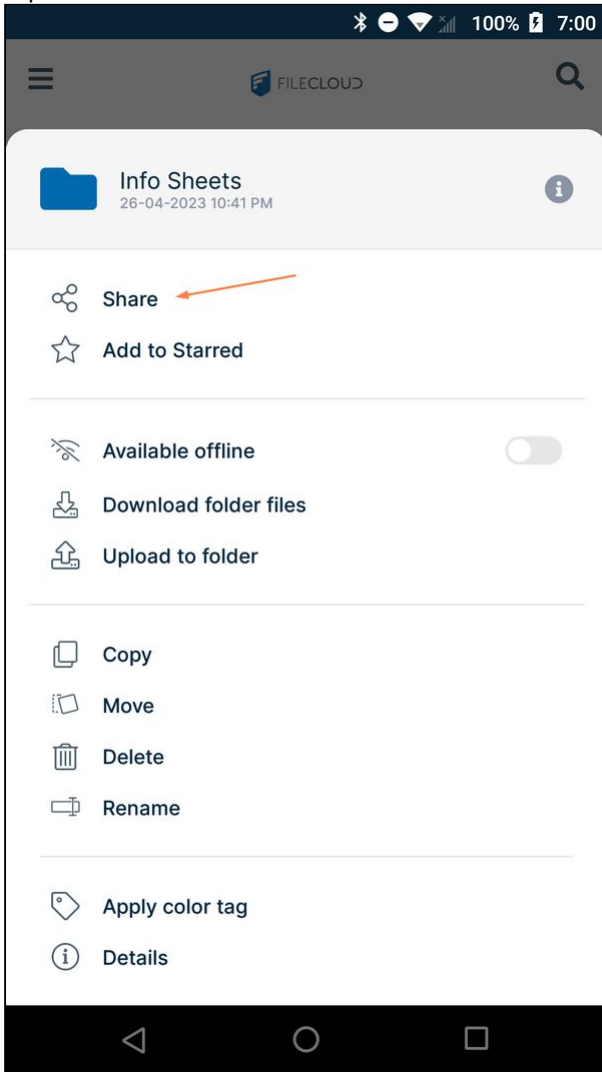 100% 7:00
FILECLOUD
Info Sheets
26-04-2023 10:41 PM
Share
Add to Starred
Available offline
Download folder files
Upload to folder
Copy
Move
Delete
Rename
Apply color tag
Details